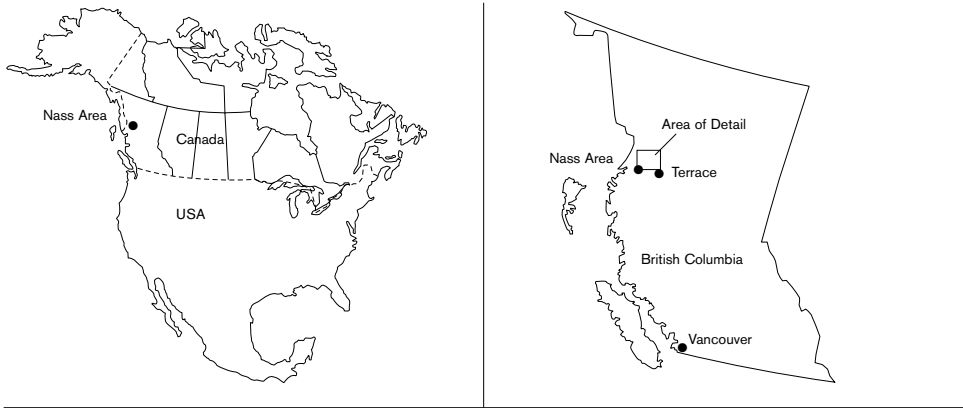 Nass Area
Canada
USA
Area of Detail
Nass Area
Terrace
British Columbia
Vancouver